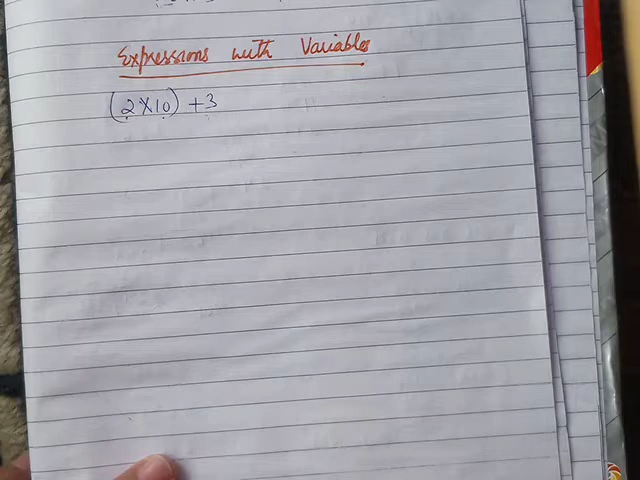 Expressions with Variables
(2×10) +3